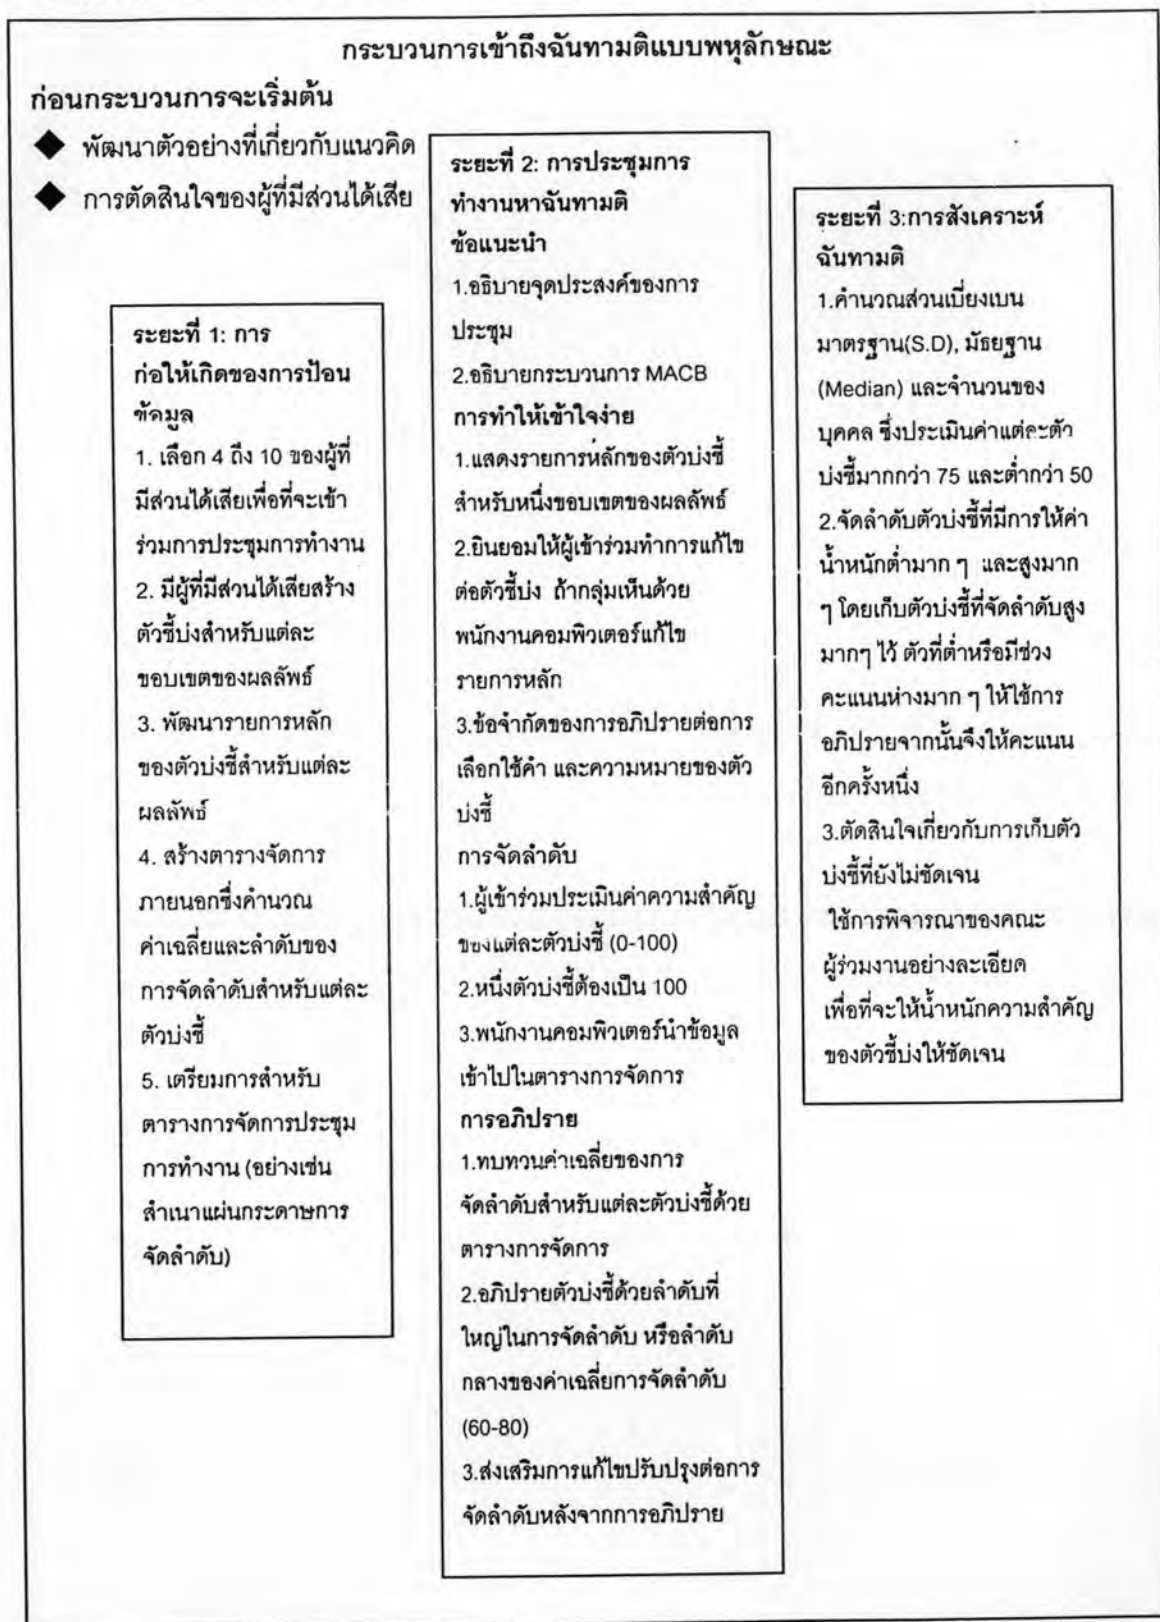 กระบวนการเข้าถึงฉันทามติแบบพหุลักษณะ
ก่อนกระบวนการจะเริ่มต้น
◆ พัฒนาตัวอย่างที่เกี่ยวกับแนวคิด
◆ การตัดสินใจของผู้ที่มีส่วนได้เสีย
ระยะที่ 1: การ
ก่อให้เกิดของการป้อน
ข้อมูล
1. เลือก 4 ถึง 10 ของผู้ที่
มีส่วนได้เสียเพื่อที่จะเข้า
ร่วมการประชุมการทำงาน
2. มีผู้ที่มีส่วนได้เสียสร้าง
ตัวชี้บ่งสำหรับแต่ละ
ขอบเขตของผลลัพธ์
3. พัฒนารายการหลัก
ของตัวบ่งชี้สำหรับแต่ละ
ผลลัพธ์
4. สร้างตารางจัดการ
ภายนอกซึ่งคำนวณ
ค่าเฉลี่ยและลำดับของ
การจัดลำดับสำหรับแต่ละ
ตัวบ่งชี้
5. เตรียมการสำหรับ
ตารางการจัดการประชุม
การทำงาน (อย่างเช่น
สำเนาแผ่นกระดาษการ
จัดลำดับ)
ระยะที่ 2: การประชุมการ
ทำงานหาฉันทามติ
ข้อแนะนำ
1.อธิบายจุดประสงค์ของการ
ประชุม
2.อธิบายกระบวนการ MACB
การทำให้เข้าใจง่าย
1.แสดงรายการหลักของตัวบ่งชี้
สำหรับหนึ่งขอบเขตของผลลัพธ์
2.ยินยอมให้ผู้เข้าร่วมทำการแก้ไข
ต่อตัวชี้บ่ง ถ้ากลุ่มเห็นด้วย
พนักงานคอมพิวเตอร์แก้ไข
รายการหลัก
3.ข้อจำกัดของการอภิปรายต่อการ
เลือกใช้คำ และความหมายของตัว
บ่งชี้
การจัดลำดับ
1.ผู้เข้าร่วมประเมินค่าความสำคัญ
ของแต่ละตัวบ่งชี้ (0-100)
2.หนึ่งตัวบ่งชี้ต้องเป็น 100
3.พนักงานคอมพิวเตอร์นำข้อมูล
เข้าไปในตารางการจัดการ
การอภิปราย
1.ทบทวนค่าเฉลี่ยของการ
จัดลำดับสำหรับแต่ละตัวบ่งชี้ด้วย
ตารางการจัดการ
2.อภิปรายตัวบ่งชี้ด้วยลำดับที่
ใหญ่ในการจัดลำดับ หรือลำดับ
กลางของค่าเฉลี่ยการจัดลำดับ
(60-80)
3.ส่งเสริมการแก้ไขปรับปรุงต่อการ
จัดลำดับหลังจากการอภิปราย
ระยะที่ 3:การสังเคราะห์
ฉันทามติ
1.คำนวณส่วนเบี่ยงเบน
มาตรฐาน(S.D), มัธยฐาน
(Median) และจำนวนของ
บุคคล ซึ่งประเมินค่าแต่ละตัว
บ่งชี้มากกว่า 75 และต่ำกว่า 50
2.จัดลำดับตัวบ่งชี้ที่มีการให้ค่า
น้ำหนักต่ำมาก ๆ และสูงมาก
ๆ โดยเก็บตัวบ่งชี้ที่จัดลำดับสูง
มากๆ ไว้ ตัวที่ต่ำหรือมีช่วง
คะแนนห่างมาก ๆ ให้ใช้การ
อภิปรายจากนั้นจึงให้คะแนน
อีกครั้งหนึ่ง
3.ตัดสินใจเกี่ยวกับการเก็บตัว
บ่งชี้ที่ยังไม่ชัดเจน
ใช้การพิจารณาของคณะ
ผู้ร่วมงานอย่างละเอียด
เพื่อที่จะให้น้ำหนักความสำคัญ
ของตัวชี้บ่งให้ชัดเจน